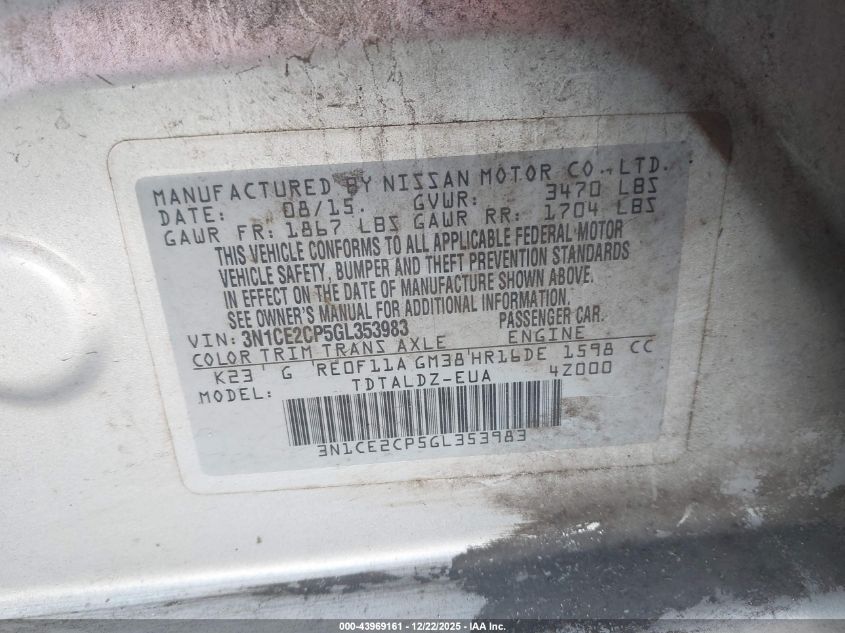 MANUFACTURED BY NISSAN MOTOR CO., LTD.
DATE: 08/15. GVWR: 3470 LBS
GAWR FR: 1867 LBS GAWR RR: 1704 LBS
THIS VEHICLE CONFORMS TO ALL APPLICABLE FEDERAL MOTOR
VEHICLE SAFETY, BUMPER AND THEFT PREVENTION STANDARDS
IN EFFECT ON THE DATE OF MANUFACTURE SHOWN ABOVE.
SEE OWNER'S MANUAL FOR ADDITIONAL INFORMATION.
VIN: 3N1CE2CP5GL353983 PASSENGER CAR.
COLOR TRIM TRANS AXLE ENGINE
K23 G RE0F11A GM38 HR16DE 1598 CC
MODEL: TDTALDZ-EUA 4Z000
3N1CE2CP5GL353983
000-43969161 - 12/22/2025 - IAA Inc.